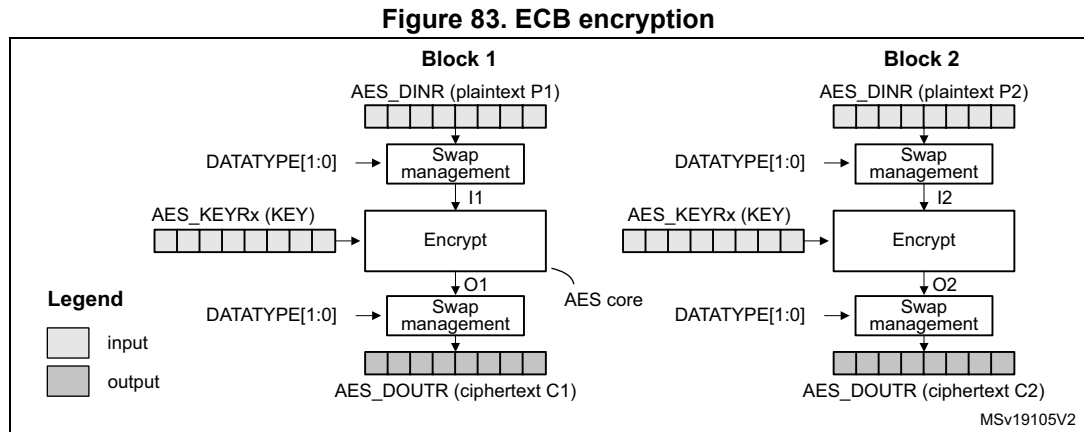 Figure 83. ECB encryption
Block 1
AES_DINR (plaintext P1)
DATATYPE[1:0]
Swap
management
I1
AES_KEYRx (KEY)
Encrypt
O1
AES core
DATATYPE[1:0]
Swap
management
AES_DOUTR (ciphertext C1)
Block 2
AES_DINR (plaintext P2)
DATATYPE[1:0]
Swap
management
I2
AES_KEYRx (KEY)
Encrypt
O2
DATATYPE[1:0]
Swap
management
AES_DOUTR (ciphertext C2)
Legend
input
output
MSv19105V2